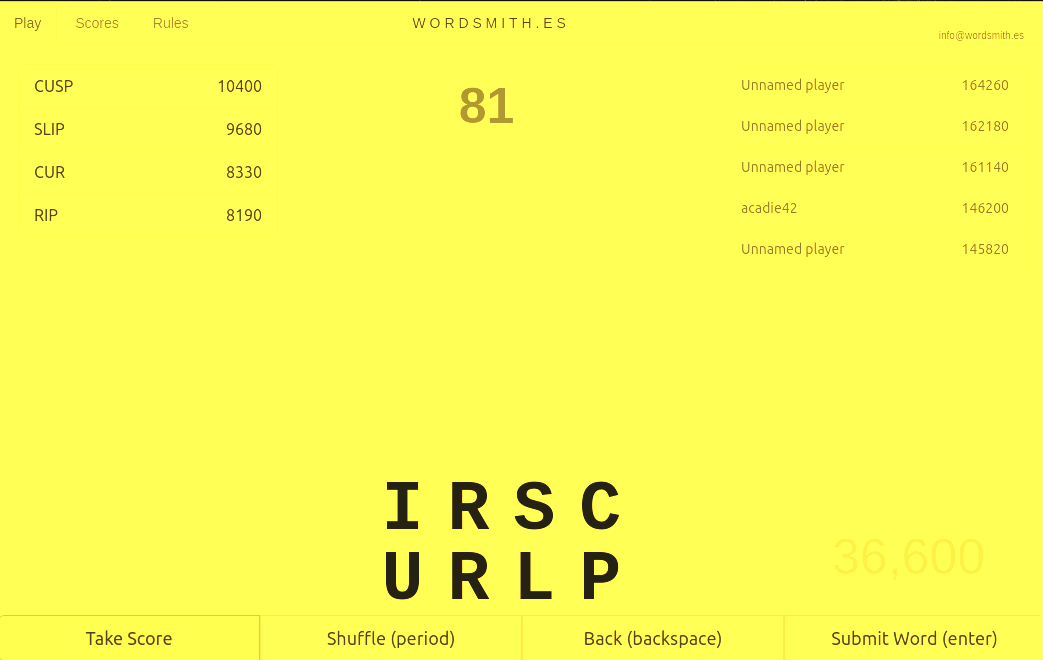 Play Scores Rules WORDSMITH.ES info@wordsmith.es
CUSP 10400
SLIP 9680
CUR 8330
RIP 8190
81
Unnamed player 164260
Unnamed player 162180
Unnamed player 161140
acadie42 146200
Unnamed player 145820
I R S C
U R L P
36,600
Take Score Shuffle (period) Back (backspace) Submit Word (enter)